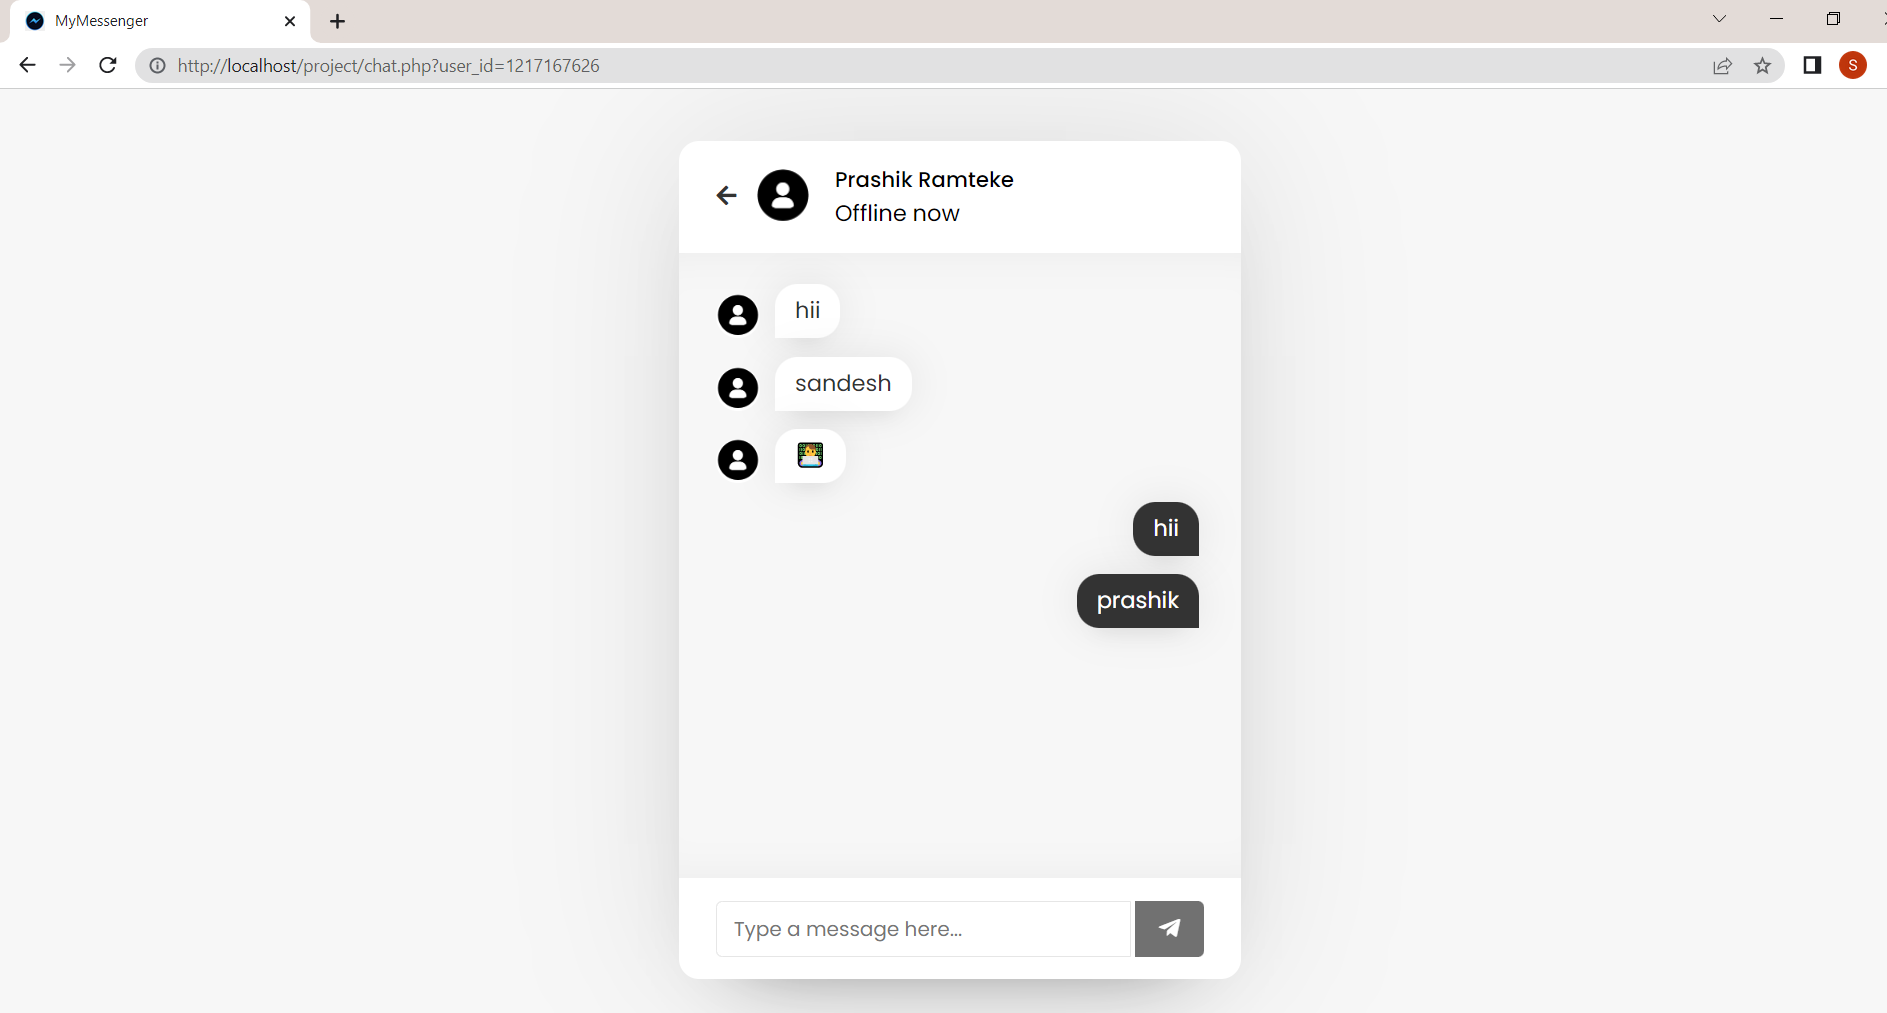 MyMessenger
http://localhost/project/chat.php?user_id=1217167626
S
Prashik Ramteke
Offline now
hii
sandesh
hii
prashik
Type a message here...